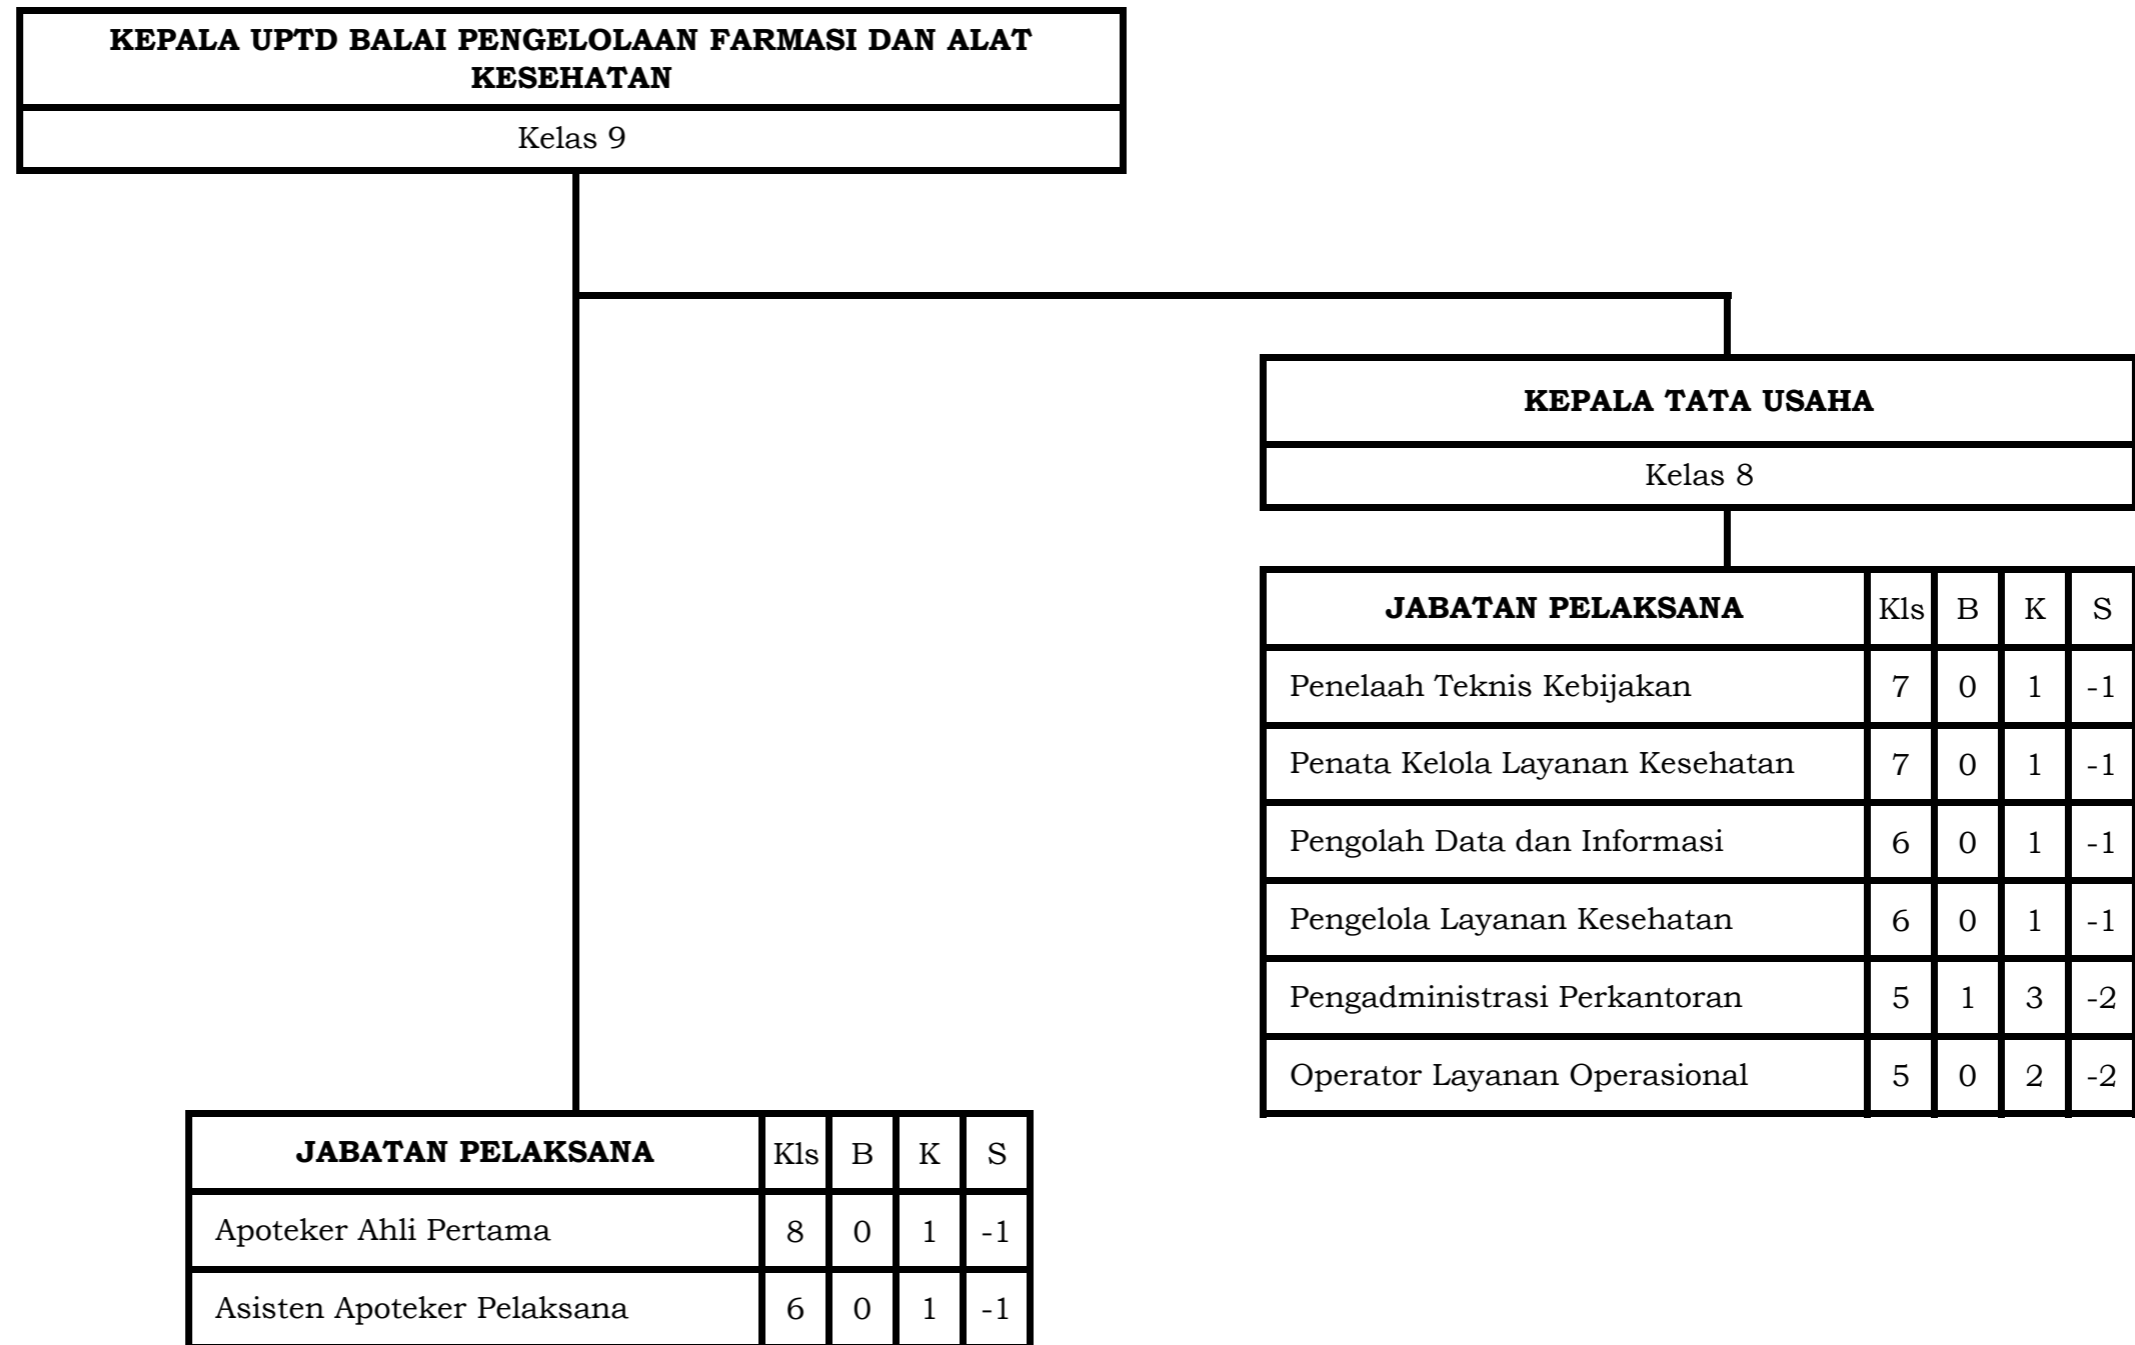 KEPALA UPTD BALAI PENGELOLAAN FARMASI DAN ALAT
KESEHATAN
Kelas 9
KEPALA TATA USAHA
Kelas 8
JABATAN PELAKSANA Kls B K S
Penelaah Teknis Kebijakan 7 0 1 -1
Penata Kelola Layanan Kesehatan 7 0 1 -1
Pengolah Data dan Informasi 6 0 1 -1
Pengelola Layanan Kesehatan 6 0 1 -1
Pengadministrasi Perkantoran 5 1 3 -2
Operator Layanan Operasional 5 0 2 -2
JABATAN PELAKSANA Kls B K S
Apoteker Ahli Pertama 8 0 1 -1
Asisten Apoteker Pelaksana 6 0 1 -1